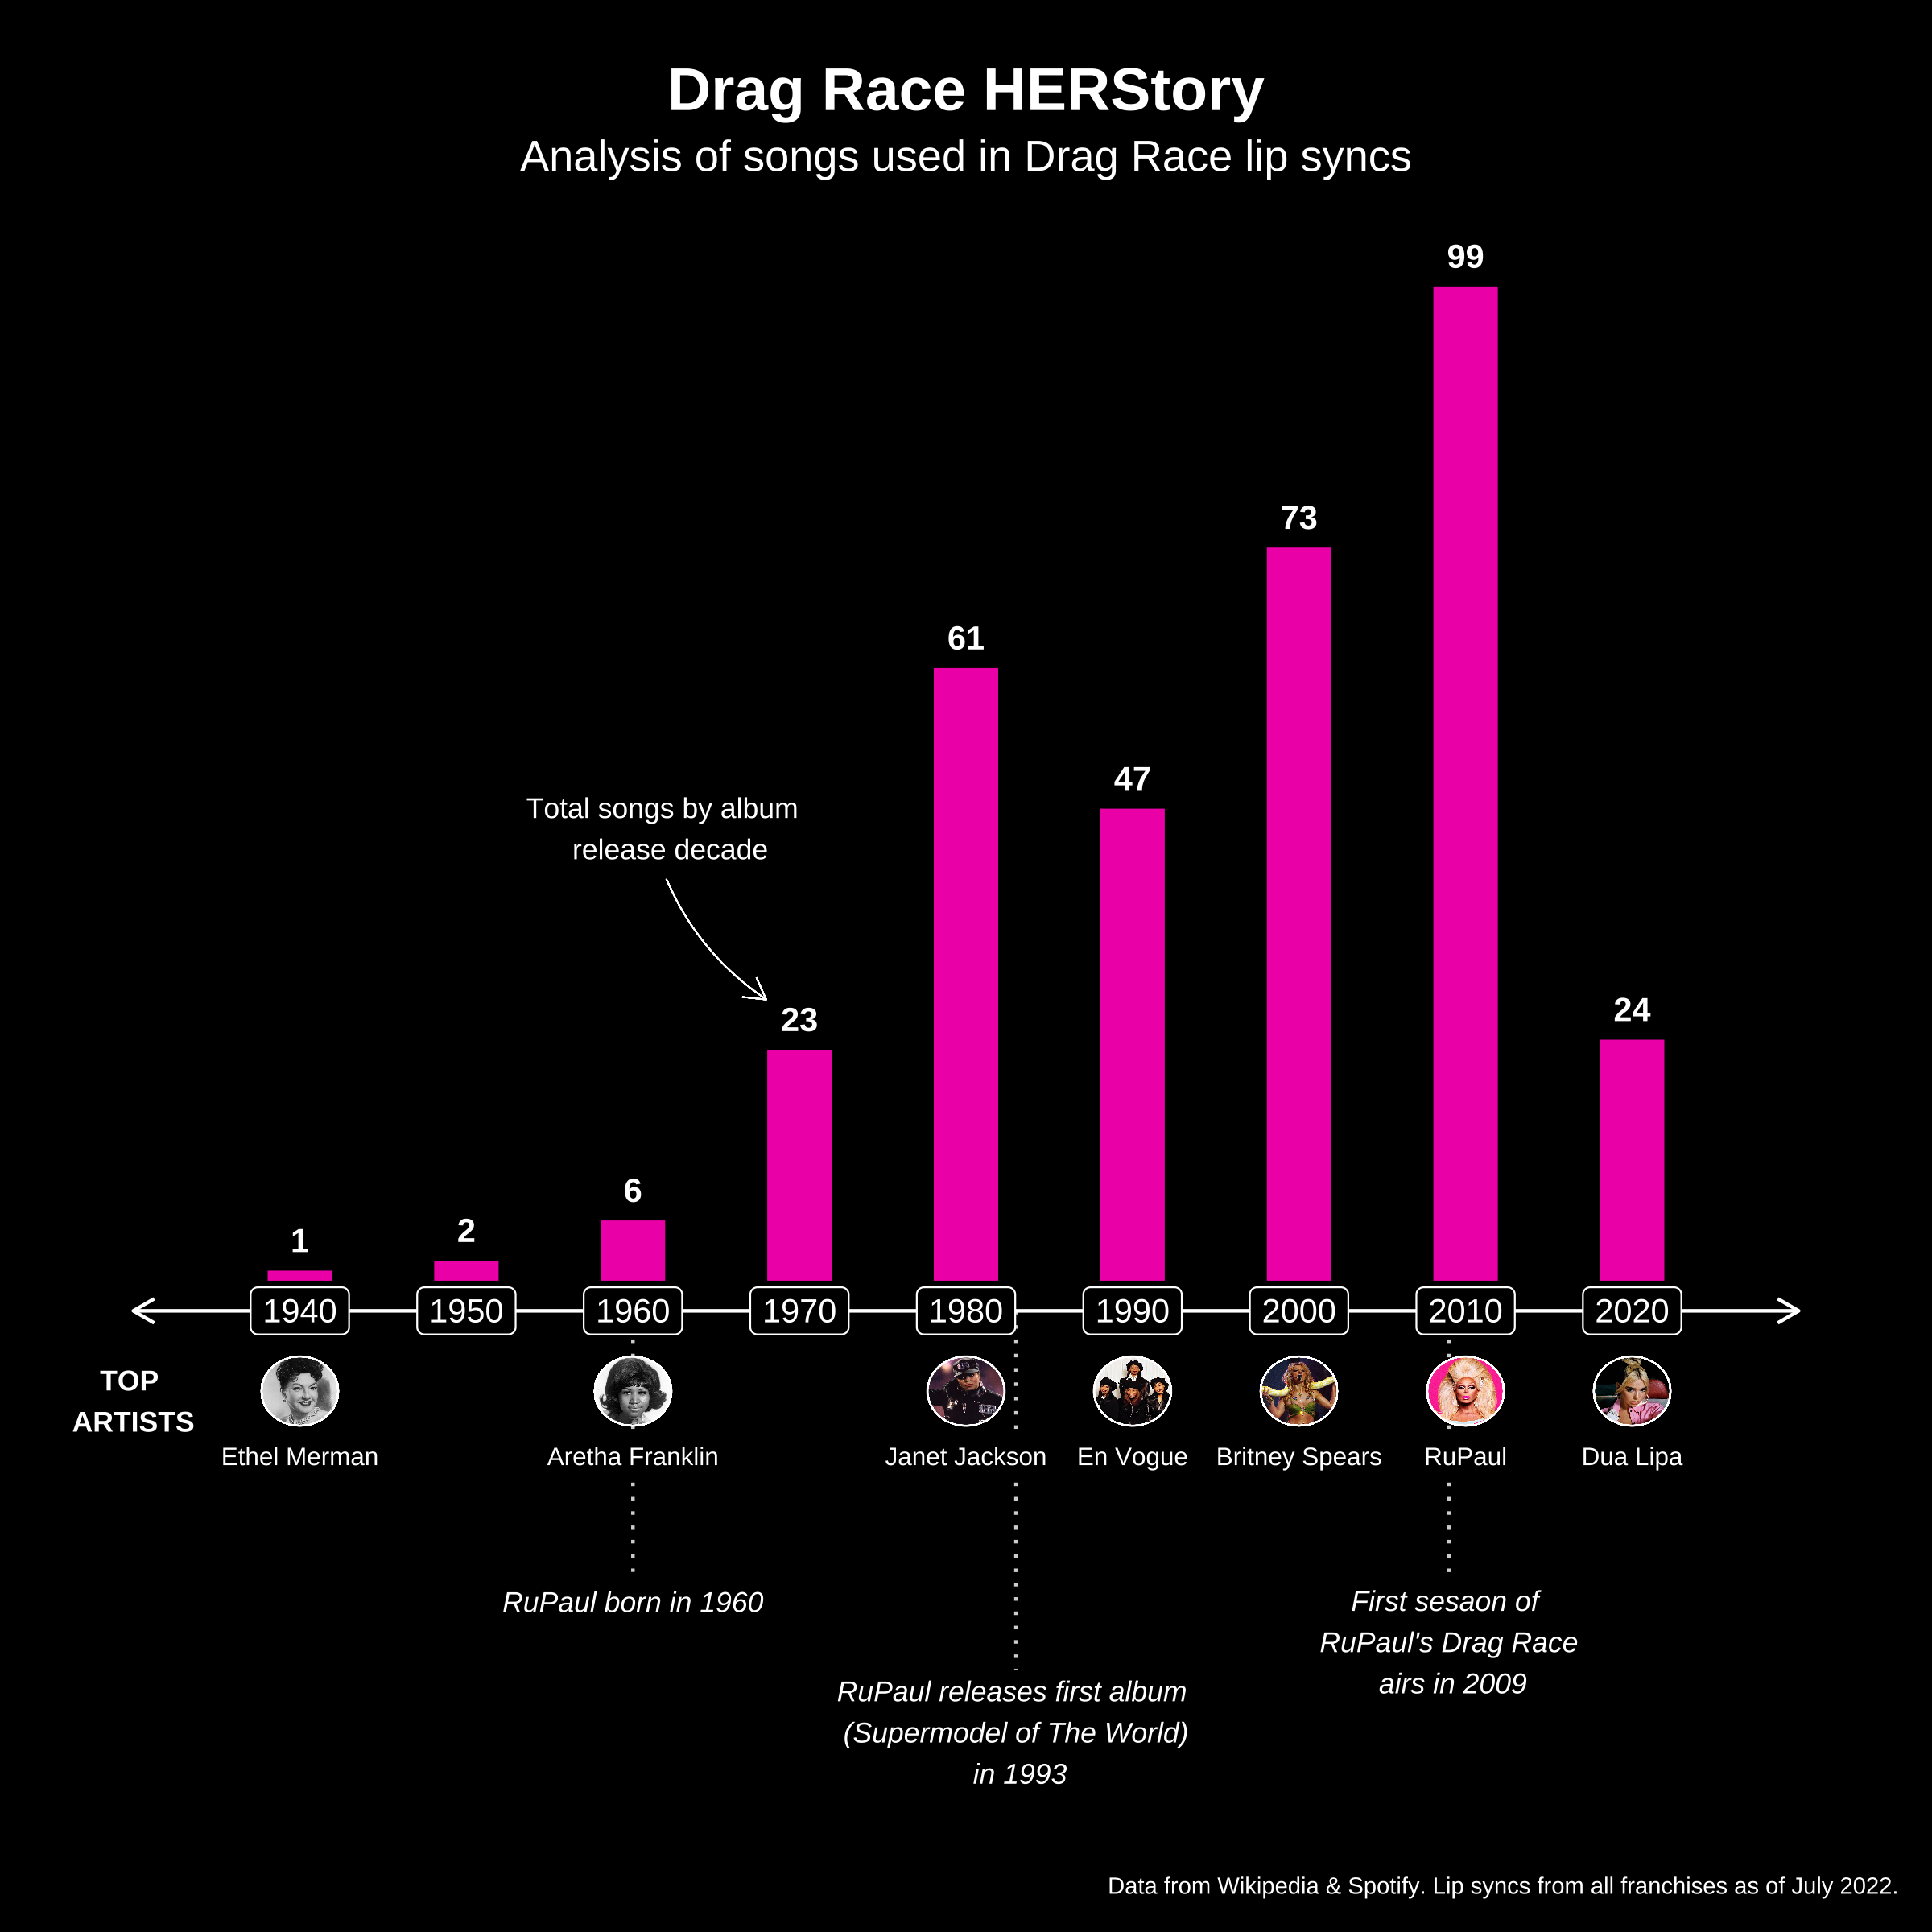 Drag Race HERStory
Analysis of songs used in Drag Race lip syncs
99
73
61
47
Total songs by album
release decade
23
24
6
2
1
1940
1950
1960
1970
1980
1990
2000
2010
2020
TOP
ARTISTS
Ethel Merman
Aretha Franklin
Janet Jackson
En Vogue
Britney Spears
RuPaul
Dua Lipa
RuPaul born in 1960
RuPaul releases first album
(Supermodel of The World)
in 1993
First sesaon of
RuPaul's Drag Race
airs in 2009
Data from Wikipedia & Spotify. Lip syncs from all franchises as of July 2022.